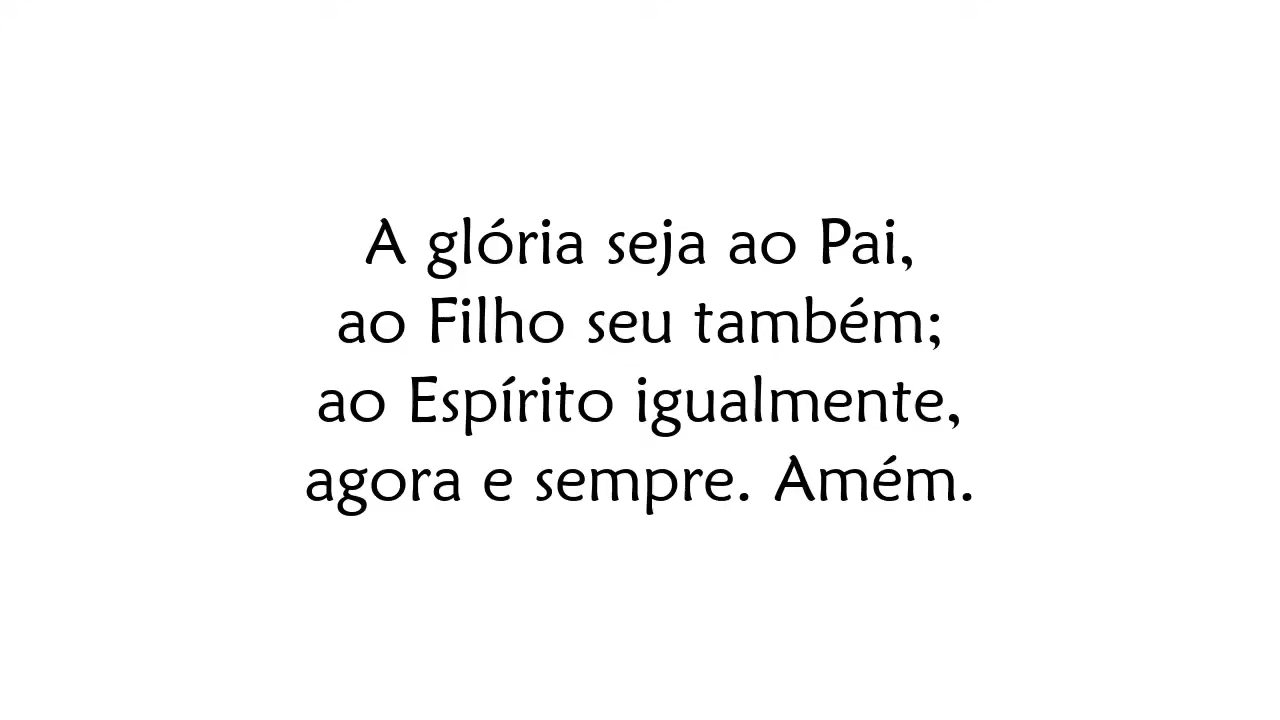 A glória seja ao Pai,
ao Filho seu também;
ao Espírito igualmente,
agora e sempre. Amém.